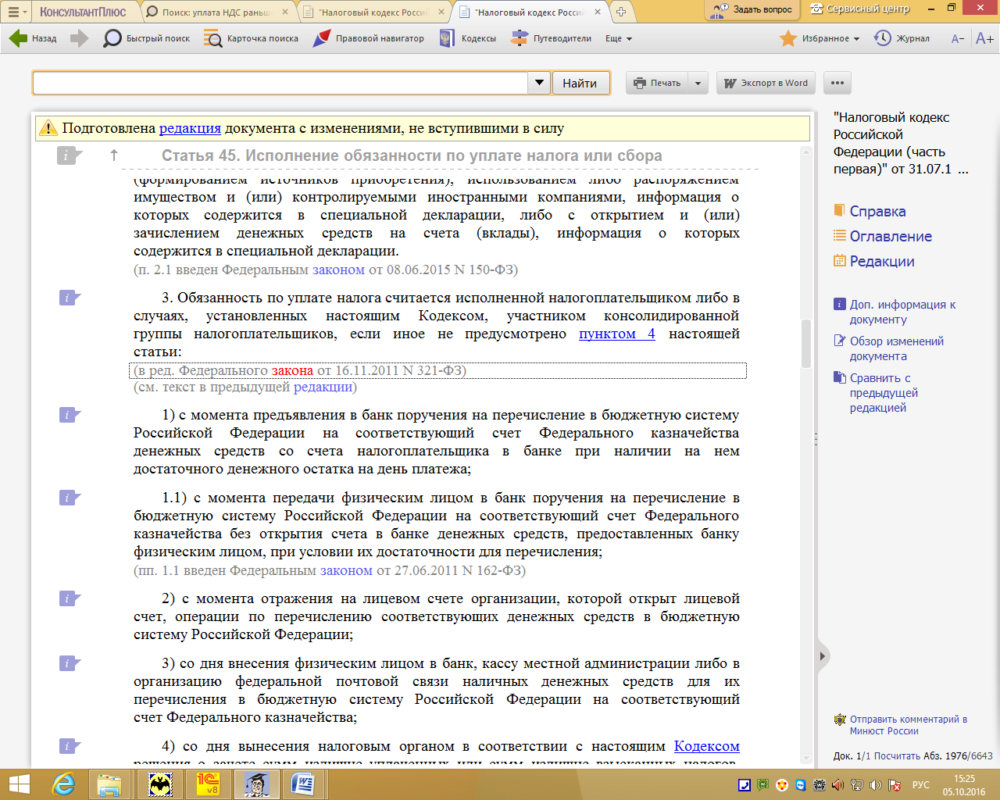 КонсультантПлюс
Поиск: уплата НДС раньш
"Налоговый кодекс Россий
"Налоговый кодекс Росси
Задать вопрос
Сервисный центр
Назад
Быстрый поиск
Карточка поиска
Правовой навигатор
Кодексы
Путеводители
Еще
Избранное
Журнал
A−
A+
Найти
Печать
Экспорт в Word
Подготовлена редакция документа с изменениями, не вступившими в силу
Статья 45. Исполнение обязанности по уплате налога или сбора
(формированием источников приобретения), использованием либо распоряжением
имуществом и (или) контролируемыми иностранными компаниями, информация о
которых содержится в специальной декларации, либо с открытием и (или)
зачислением денежных средств на счета (вклады), информация о которых
содержится в специальной декларации.
(п. 2.1 введен Федеральным законом от 08.06.2015 N 150-ФЗ)
3. Обязанность по уплате налога считается исполненной налогоплательщиком либо в
случаях, установленных настоящим Кодексом, участником консолидированной
группы налогоплательщиков, если иное не предусмотрено пунктом 4 настоящей
статьи:
(в ред. Федерального закона от 16.11.2011 N 321-ФЗ)
(см. текст в предыдущей редакции)
1) с момента предъявления в банк поручения на перечисление в бюджетную систему
Российской Федерации на соответствующий счет Федерального казначейства
денежных средств со счета налогоплательщика в банке при наличии на нем
достаточного денежного остатка на день платежа;
1.1) с момента передачи физическим лицом в банк поручения на перечисление в
бюджетную систему Российской Федерации на соответствующий счет Федерального
казначейства без открытия счета в банке денежных средств, предоставленных банку
физическим лицом, при условии их достаточности для перечисления;
(пп. 1.1 введен Федеральным законом от 27.06.2011 N 162-ФЗ)
2) с момента отражения на лицевом счете организации, которой открыт лицевой
счет, операции по перечислению соответствующих денежных средств в бюджетную
систему Российской Федерации;
3) со дня внесения физическим лицом в банк, кассу местной администрации либо в
организацию федеральной почтовой связи наличных денежных средств для их
перечисления в бюджетную систему Российской Федерации на соответствующий
счет Федерального казначейства;
4) со дня вынесения налоговым органом в соответствии с настоящим Кодексом
решения о зачете сумм излишне уплаченных или сумм излишне взысканных налогов,
"Налоговый кодекс
Российской
Федерации (часть
первая)" от 31.07.1 ...
Справка
Оглавление
Редакции
Доп. информация к
документу
Обзор изменений
документа
Сравнить с
предыдущей
редакцией
Отправить комментарий в
Минюст России
Док. 1/1 Посчитать Абз. 1976/6643
1С
v8
РУС
15:25
05.10.2016